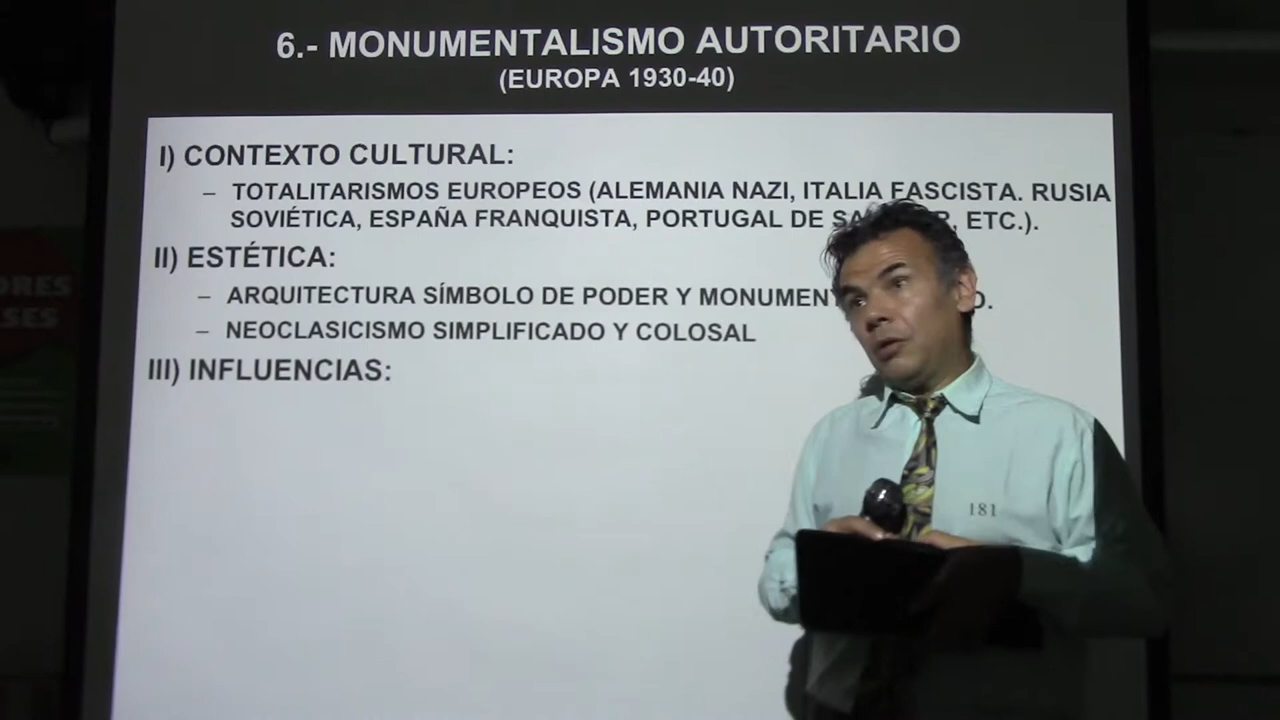 6.- MONUMENTALISMO AUTORITARIO
(EUROPA 1930-40)
I) CONTEXTO CULTURAL:
– TOTALITARISMOS EUROPEOS (ALEMANIA NAZI, ITALIA FASCISTA. RUSIA
SOVIÉTICA, ESPAÑA FRANQUISTA, PORTUGAL DE ETC.).
II) ESTÉTICA:
– ARQUITECTURA SÍMBOLO DE PODER Y
– NEOCLASICISMO SIMPLIFICADO Y COLOSAL
III) INFLUENCIAS:
181